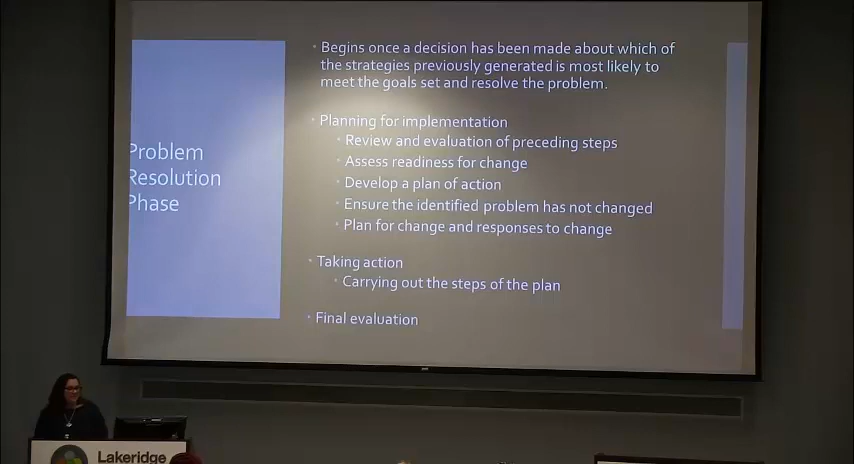 Problem
Resolution
Phase
Begins once a decision has been made about which of
the strategies previously generated is most likely to
meet the goals set and resolve the problem.
Planning for implementation
Review and evaluation of preceding steps
Assess readiness for change
Develop a plan of action
Ensure the identified problem has not changed
Plan for change and responses to change
Taking action
Carrying out the steps of the plan
Final evaluation
Lakeridge